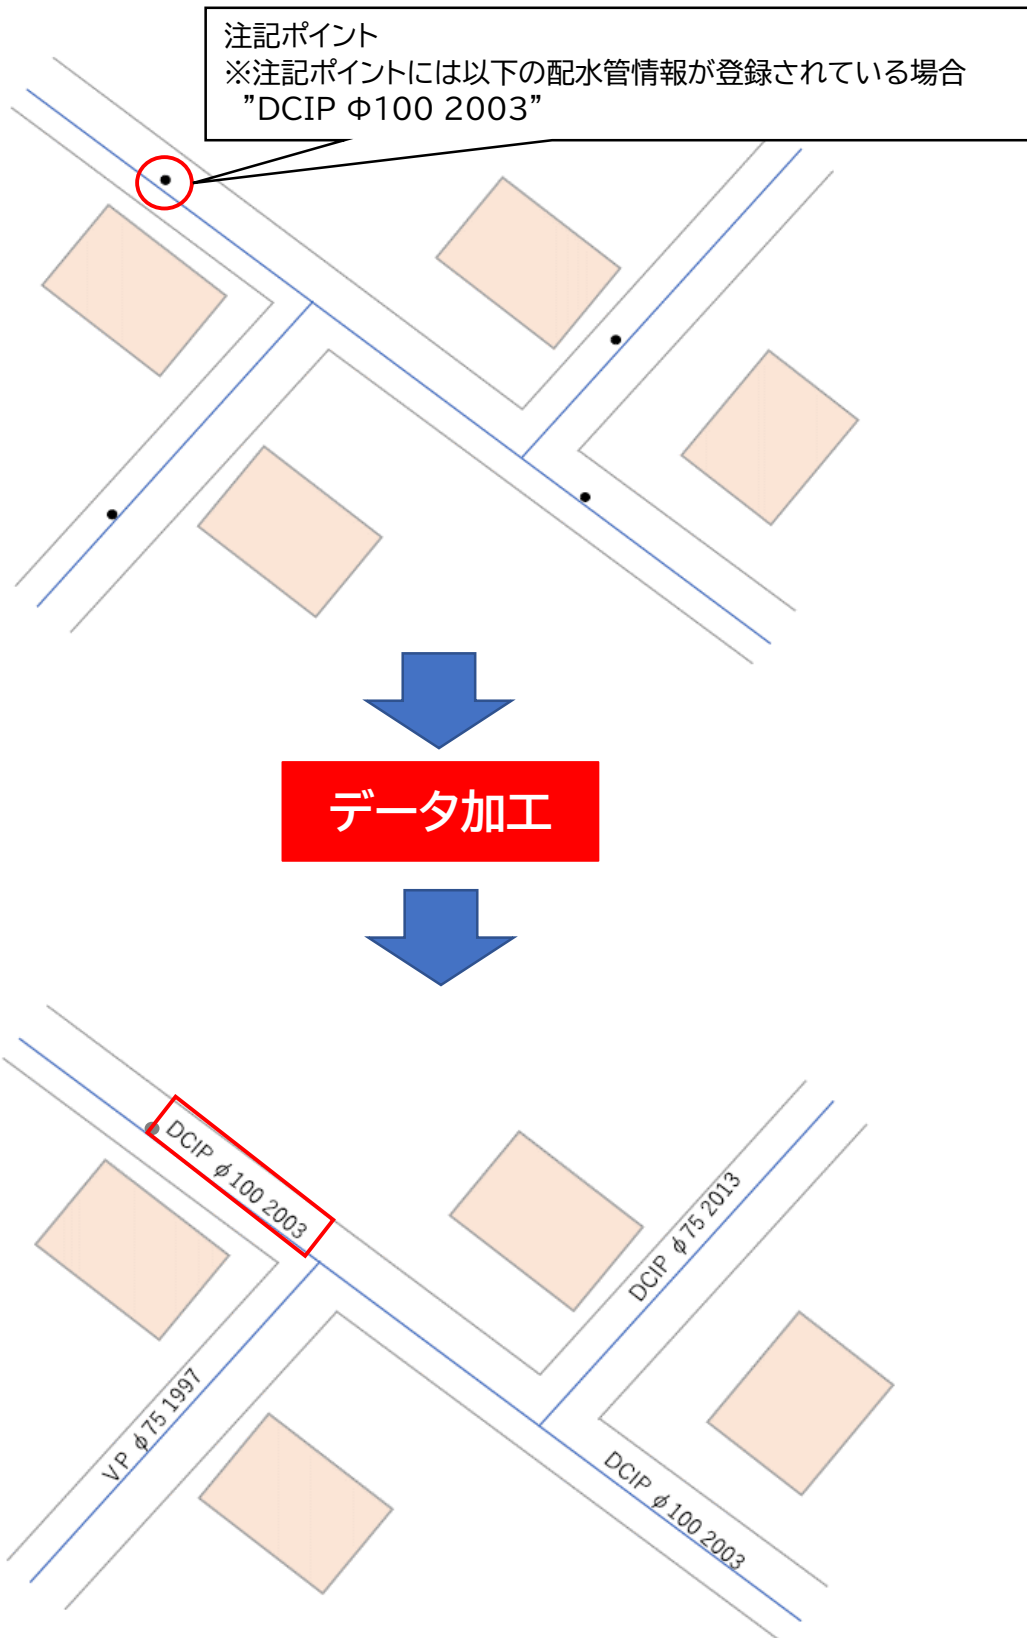 注記ポイント
※注記ポイントには以下の配水管情報が登録されている場合
”DCIP Φ100 2003”
データ加工
DCIP φ100 2003
DCIP φ75 2013
VP φ75 1997
DCIP φ100 2003